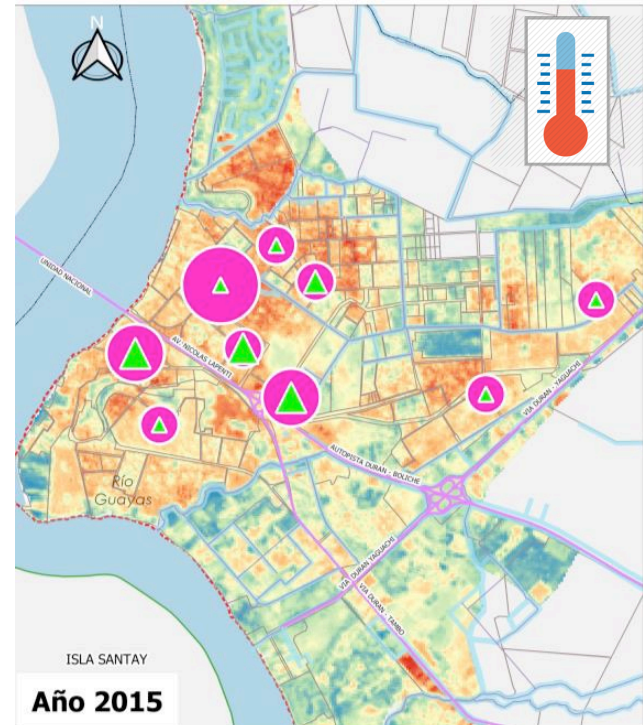 N
UNIDAD NACIONAL
AV. NICOLAS LAPENTI
VIA DURAN - YAGUACHI
AUTOPISTA DURAN - BOLICHE
Río
Guayas
VIA DURAN YAGUACHI
VIA DURAN - TAMBO
ISLA SANTAY
Año 2015